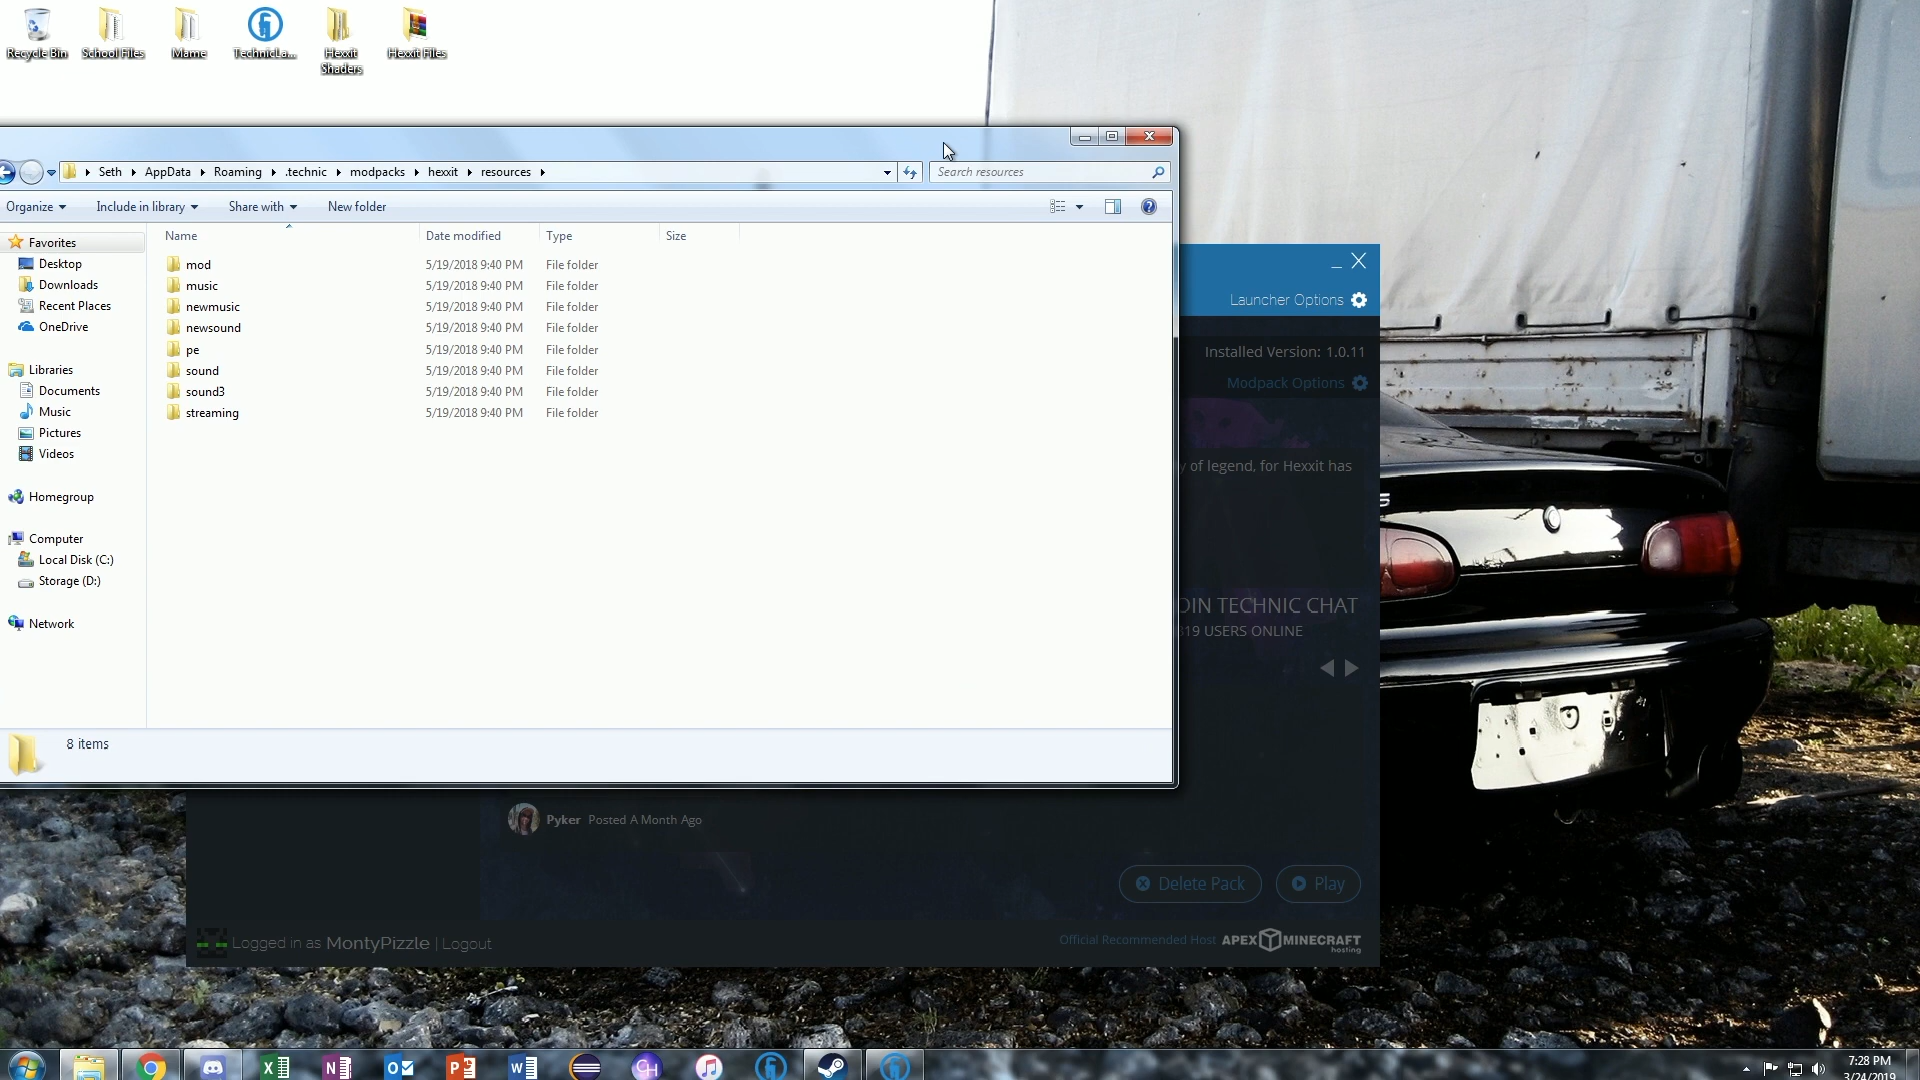 Recycle Bin
School Files
Mame
TechnicLa...
Hexxit Shaders
Hexxit Files
Seth
AppData
Roaming
.technic
modpacks
hexxit
resources
Search resources
Organize
Include in library
Share with
New folder
Name
Date modified
Type
Size
Favorites
Desktop
Downloads
Recent Places
OneDrive
Libraries
Documents
Music
Pictures
Videos
Homegroup
Computer
Local Disk (C:)
Storage (D:)
Network
mod 5/19/2018 9:40 PM File folder
music 5/19/2018 9:40 PM File folder
newmusic 5/19/2018 9:40 PM File folder
newsound 5/19/2018 9:40 PM File folder
pe 5/19/2018 9:40 PM File folder
sound 5/19/2018 9:40 PM File folder
sound3 5/19/2018 9:40 PM File folder
streaming 5/19/2018 9:40 PM File folder
8 items
Launcher Options
Installed Version: 1.0.11
Modpack Options
y of legend, for Hexxit has
OIN TECHNIC CHAT
319 USERS ONLINE
Pyker Posted A Month Ago
Delete Pack
Play
Logged in as MontyPizzle | Logout
Official Recommended Host APEX MINECRAFT
hosting
7:28 PM
3/24/2019